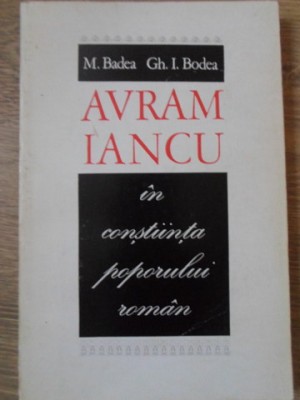 M. Badea Gh. I. Bodea
AVRAM
IANCU
în
conștiința
poporului
român